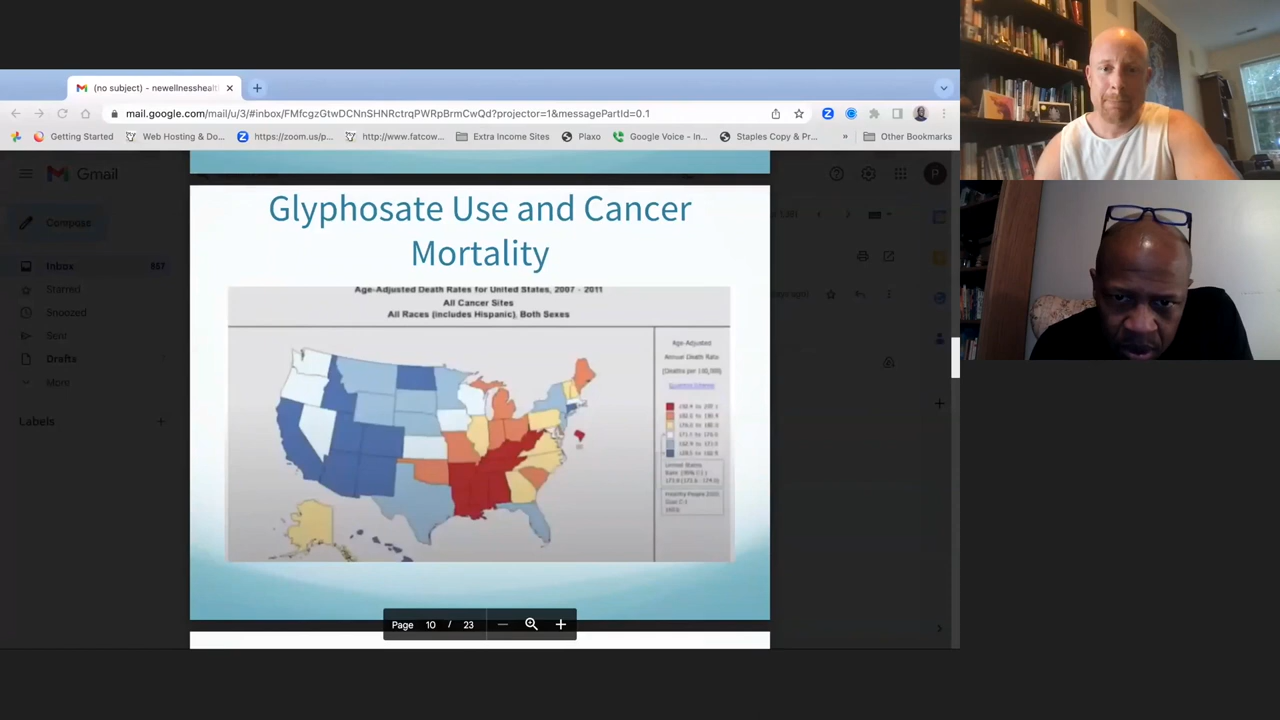 (no subject) - newellnesshealt
mail.google.com/mail/u/3/#inbox/FMfcgzGtwDCNnSHNRctrqPWRpBrmCwQd?projector=1&messagePartId=0.1
Getting Started
Web Hosting & Do...
https://zoom.us/p...
http://www.fatcow...
Extra Income Sites
Plaxo
Google Voice - In...
Staples Copy & Pr...
»
Other Bookmarks
Gmail
P
Compose
Inbox 557
Starred
Snoozed
Sent
Drafts
More
Labels
Glyphosate Use and Cancer
Mortality
Age-Adjusted Death Rates for United States, 2007 - 2011
All Cancer Sites
All Races (includes Hispanic), Both Sexes
Age-Adjusted
Annual Death Rate
(Deaths per 100,000)
United States
Page 10 / 23